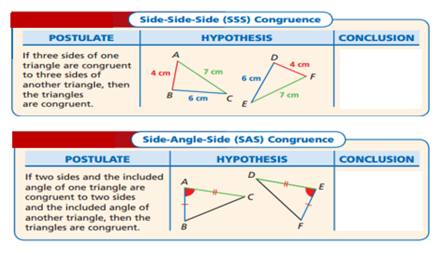 Side-Side-Side (SSS) Congruence
POSTULATE HYPOTHESIS CONCLUSION
If three sides of one
triangle are congruent
to three sides of
another triangle, then
the triangles
are congruent.
A
4 cm 7 cm
B 6 cm C
D
4 cm
F
6 cm
7 cm
E
Side-Angle-Side (SAS) Congruence
POSTULATE HYPOTHESIS CONCLUSION
If two sides and the included
angle of one triangle are
congruent to two sides
and the included angle of
another triangle, then the
triangles are congruent.
A
C
B
D
E
F